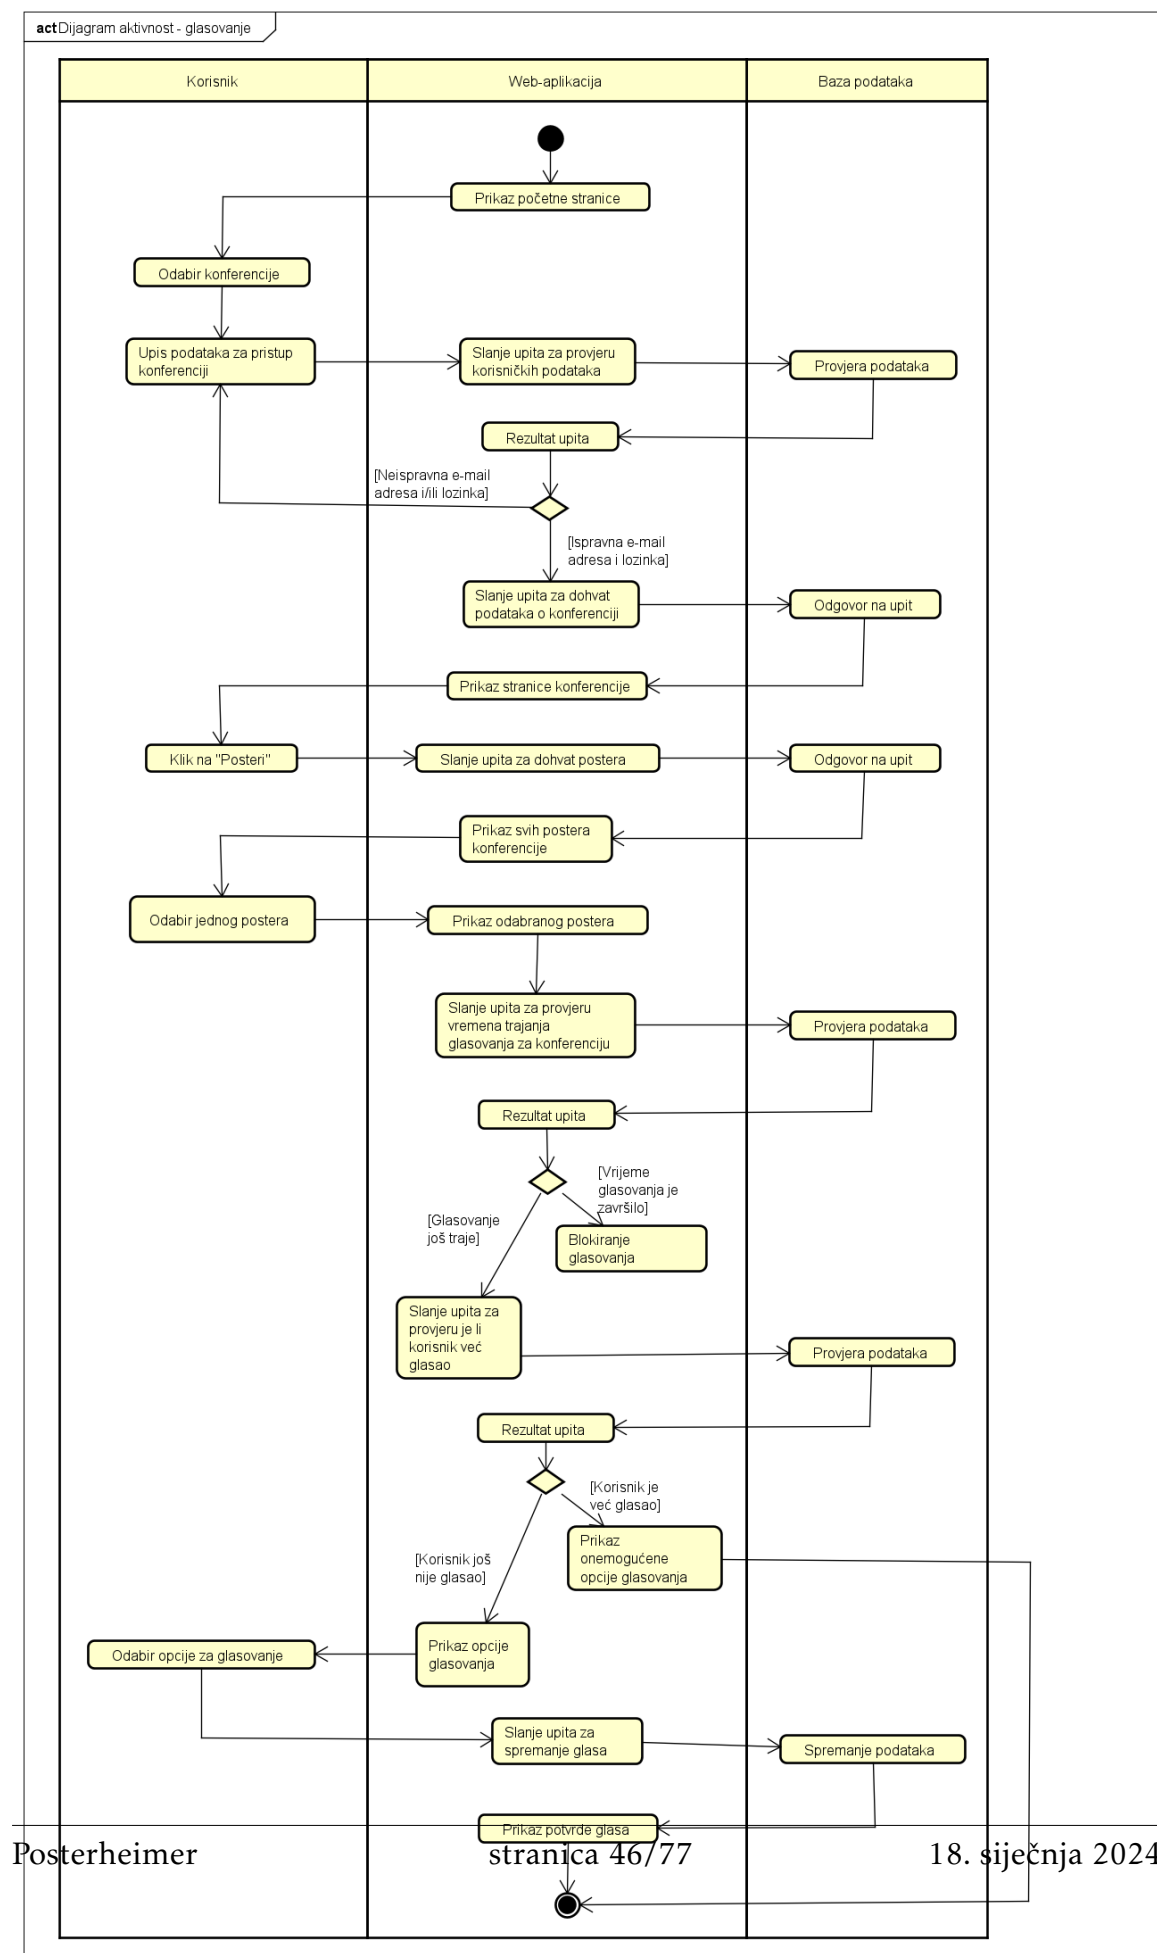 act Dijagram aktivnost - glasovanje
Korisnik
Web-aplikacija
Baza podataka
Prikaz početne stranice
Odabir konferencije
Upis podataka za pristup
konferenciji
Slanje upita za provjeru
korisničkih podataka
Provjera podataka
Rezultat upita
[Neispravna e-mail
adresa i/ili lozinka]
[Ispravna e-mail
adresa i lozinka]
Slanje upita za dohvat
podataka o konferenciji
Odgovor na upit
Prikaz stranice konferencije
Klik na "Posteri"
Slanje upita za dohvat postera
Odgovor na upit
Prikaz svih postera
konferencije
Odabir jednog postera
Prikaz odabranog postera
Slanje upita za provjeru
vremena trajanja
glasovanja za konferenciju
Provjera podataka
Rezultat upita
[Vrijeme
glasovanja je
završilo]
[Glasovanje
još traje]
Blokiranje
glasovanja
Slanje upita za
provjeru je li
korisnik već
glasao
Provjera podataka
Rezultat upita
[Korisnik je
već glasao]
Prikaz
onemogućene
opcije glasovanja
[Korisnik još
nije glasao]
Prikaz opcije
glasovanja
Odabir opcije za glasovanje
Slanje upita za
spremanje glasa
Spremanje podataka
Prikaz potvrde glasa
Posterheimer
stranica 46/77
18. siječnja 2024